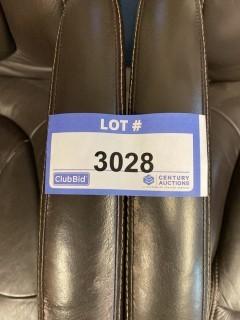 LOT #
3028
ClubBid
CENTURY
AUCTIONS